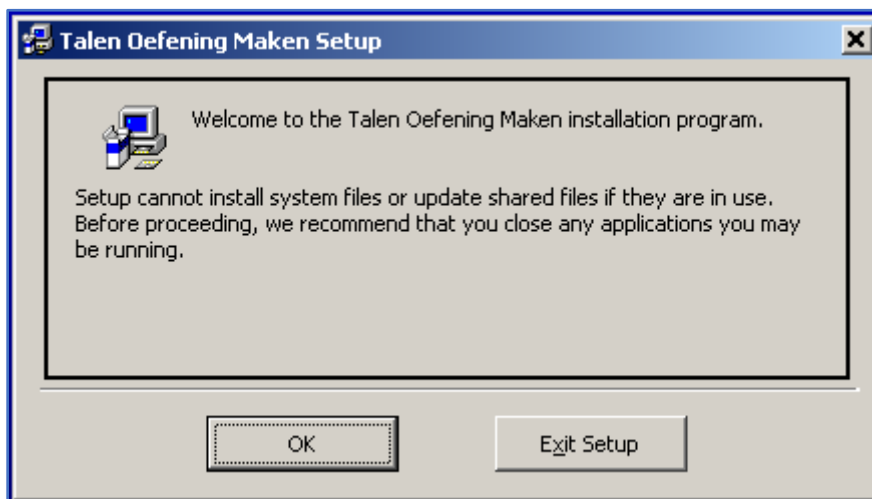 Talen Oefening Maken Setup
Welcome to the Talen Oefening Maken installation program.
Setup cannot install system files or update shared files if they are in use.
Before proceeding, we recommend that you close any applications you may
be running.
OK
Exit Setup